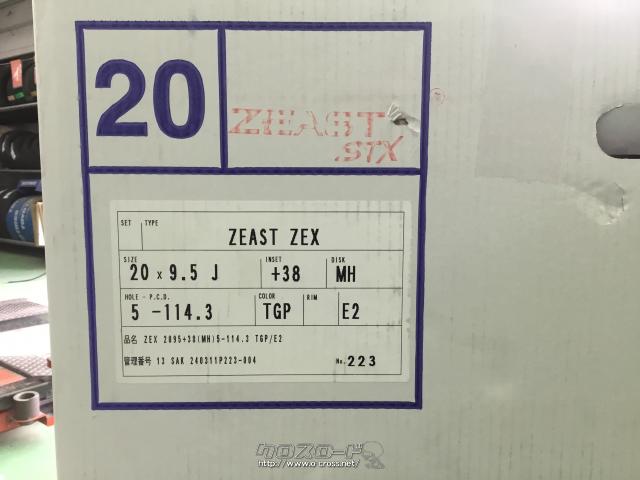 20
ZEAST
STX
SET TYPE
ZEAST ZEX
SIZE INSET DISK
20 x 9.5 J +38 MH
HOLE - P.C.D. COLOR RIM
5 -114.3 TGP E2
品名 ZEX 2095+38(MH)5-114.3 TGP/E2
管理番号 13 SAK 240311P223-004 No.223
クロスロード
http://www.o-cross.net/